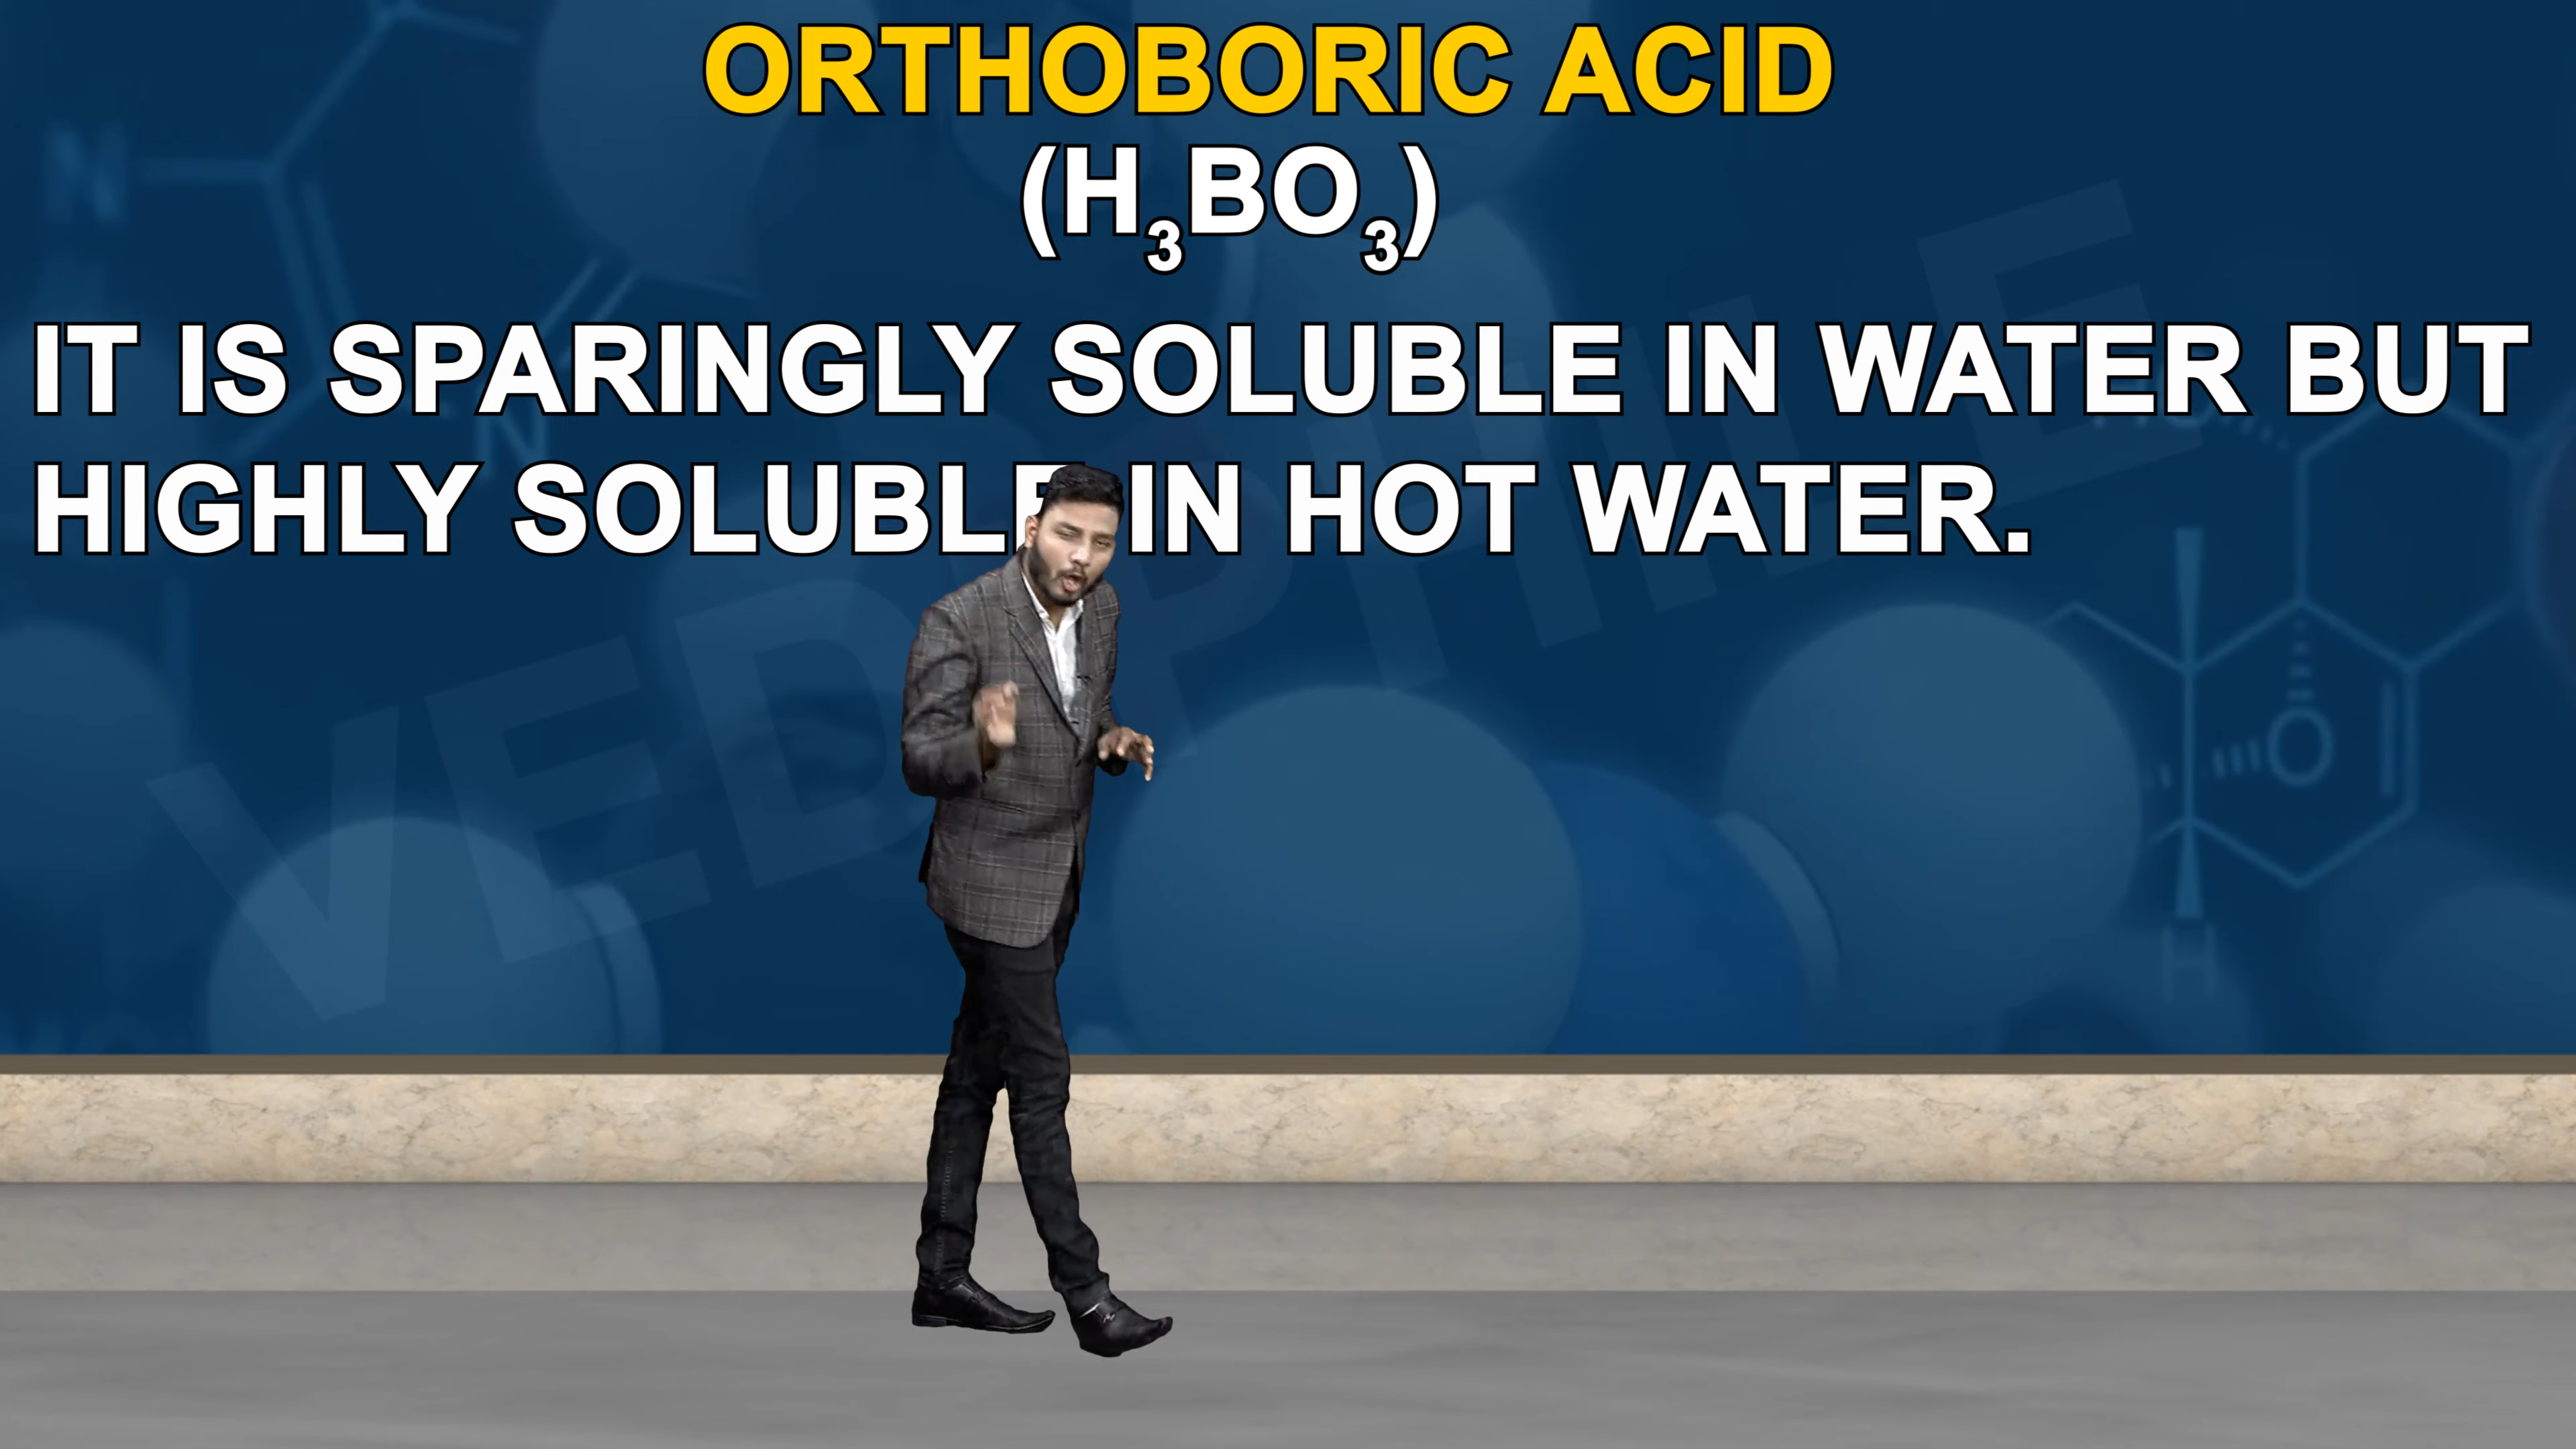 ORTHOBORIC ACID
(H₃BO₃)
IT IS SPARINGLY SOLUBLE IN WATER BUT
HIGHLY SOLUBLE IN HOT WATER.
N
N
O
H